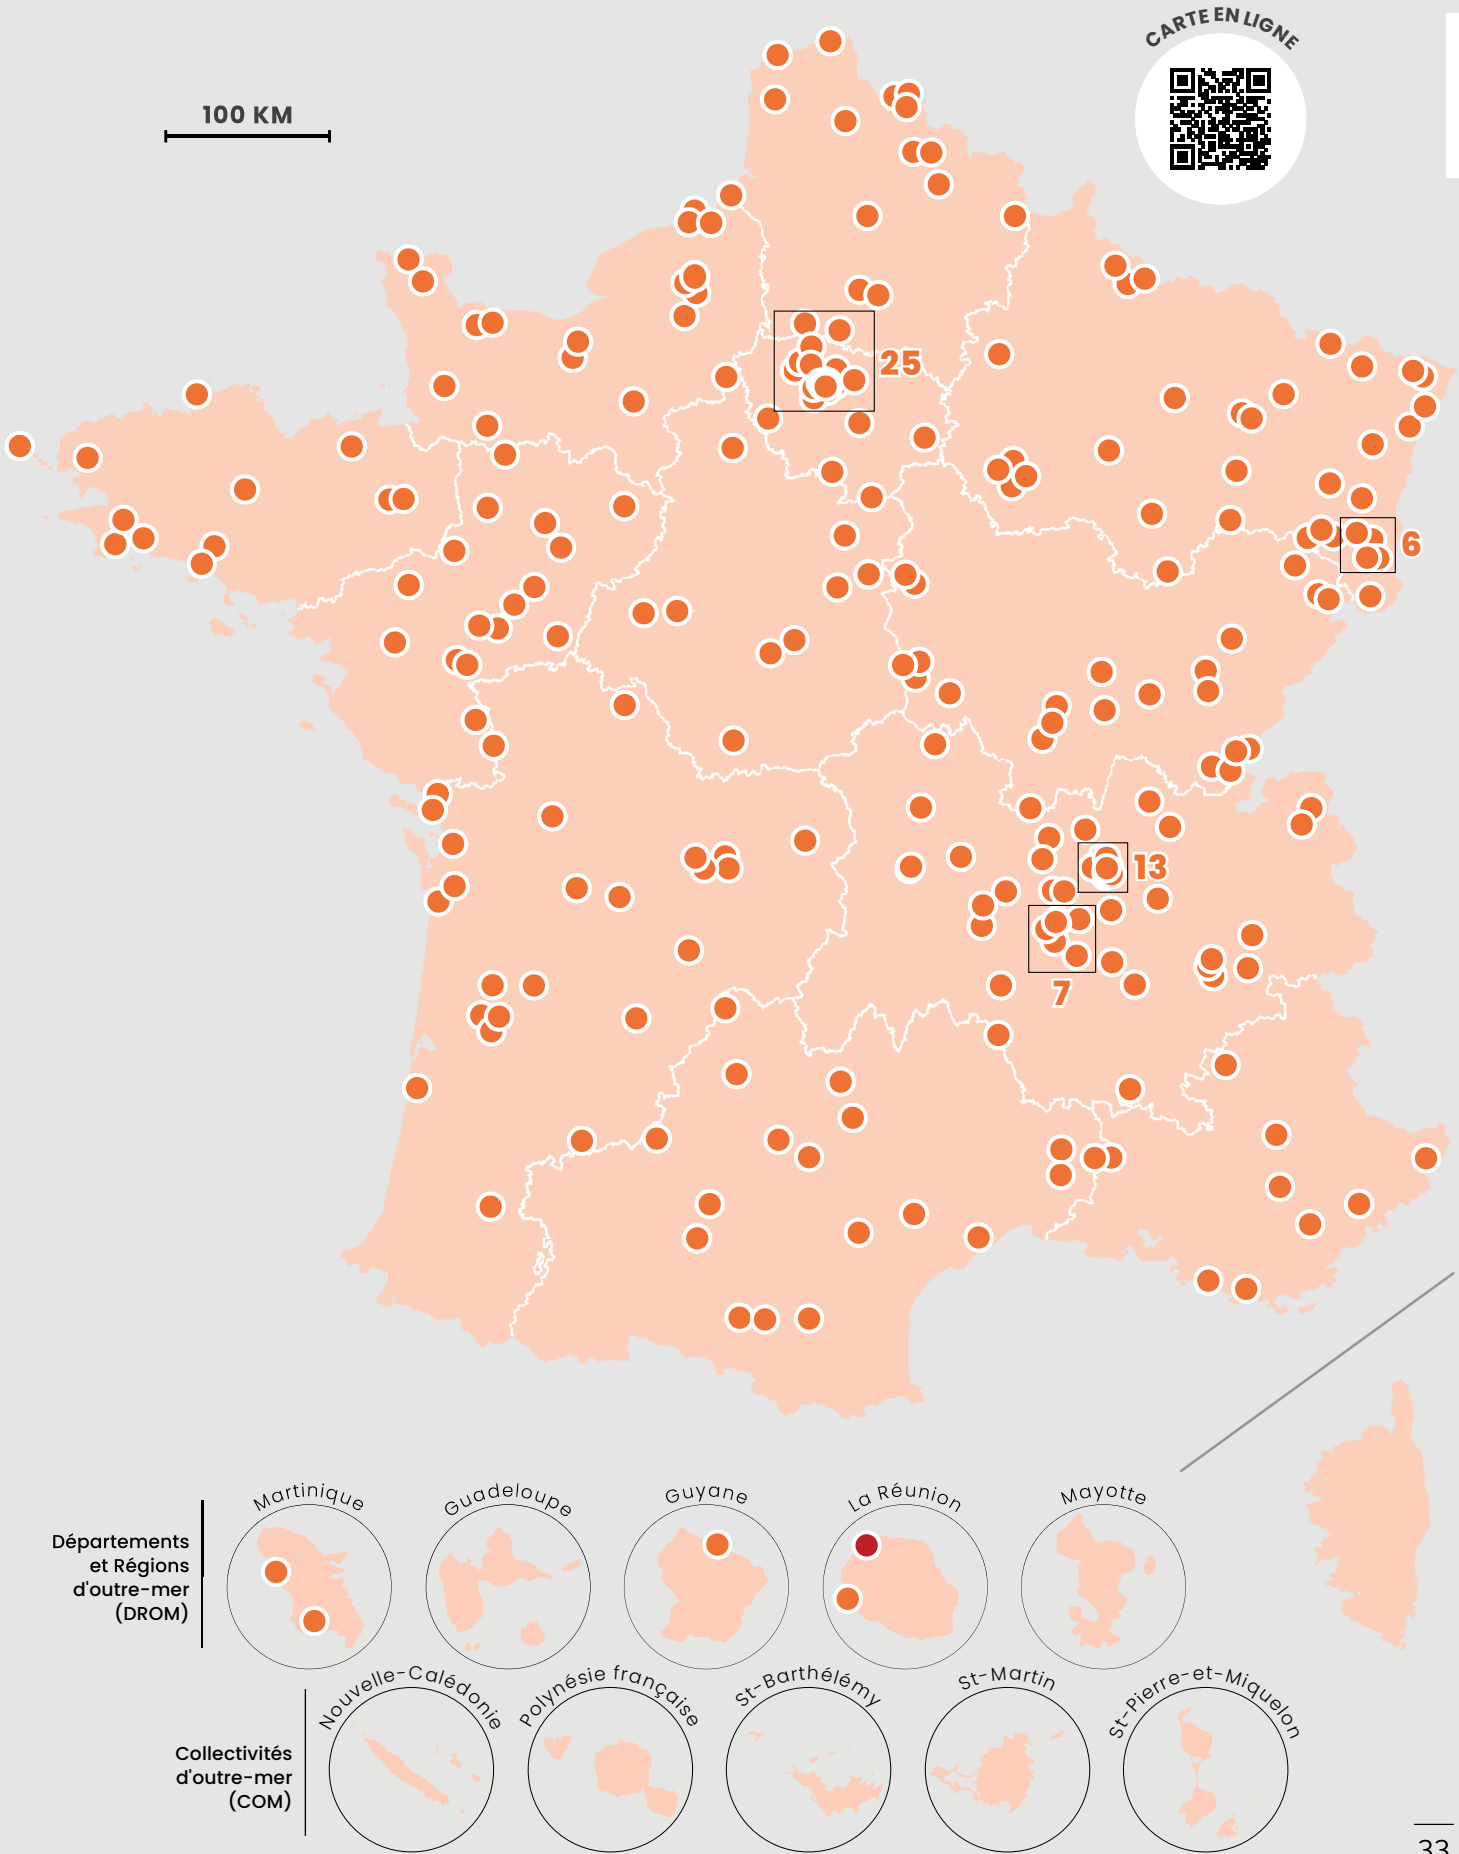 CARTE EN LIGNE
100 KM
25
6
13
7
Départements
et Régions
d'outre-mer
(DROM)
Martinique
Guadeloupe
Guyane
La Réunion
Mayotte
Collectivités
d'outre-mer
(COM)
Nouvelle-Calédonie
Polynésie française
St-Barthélémy
St-Martin
St-Pierre-et-Miquelon
33